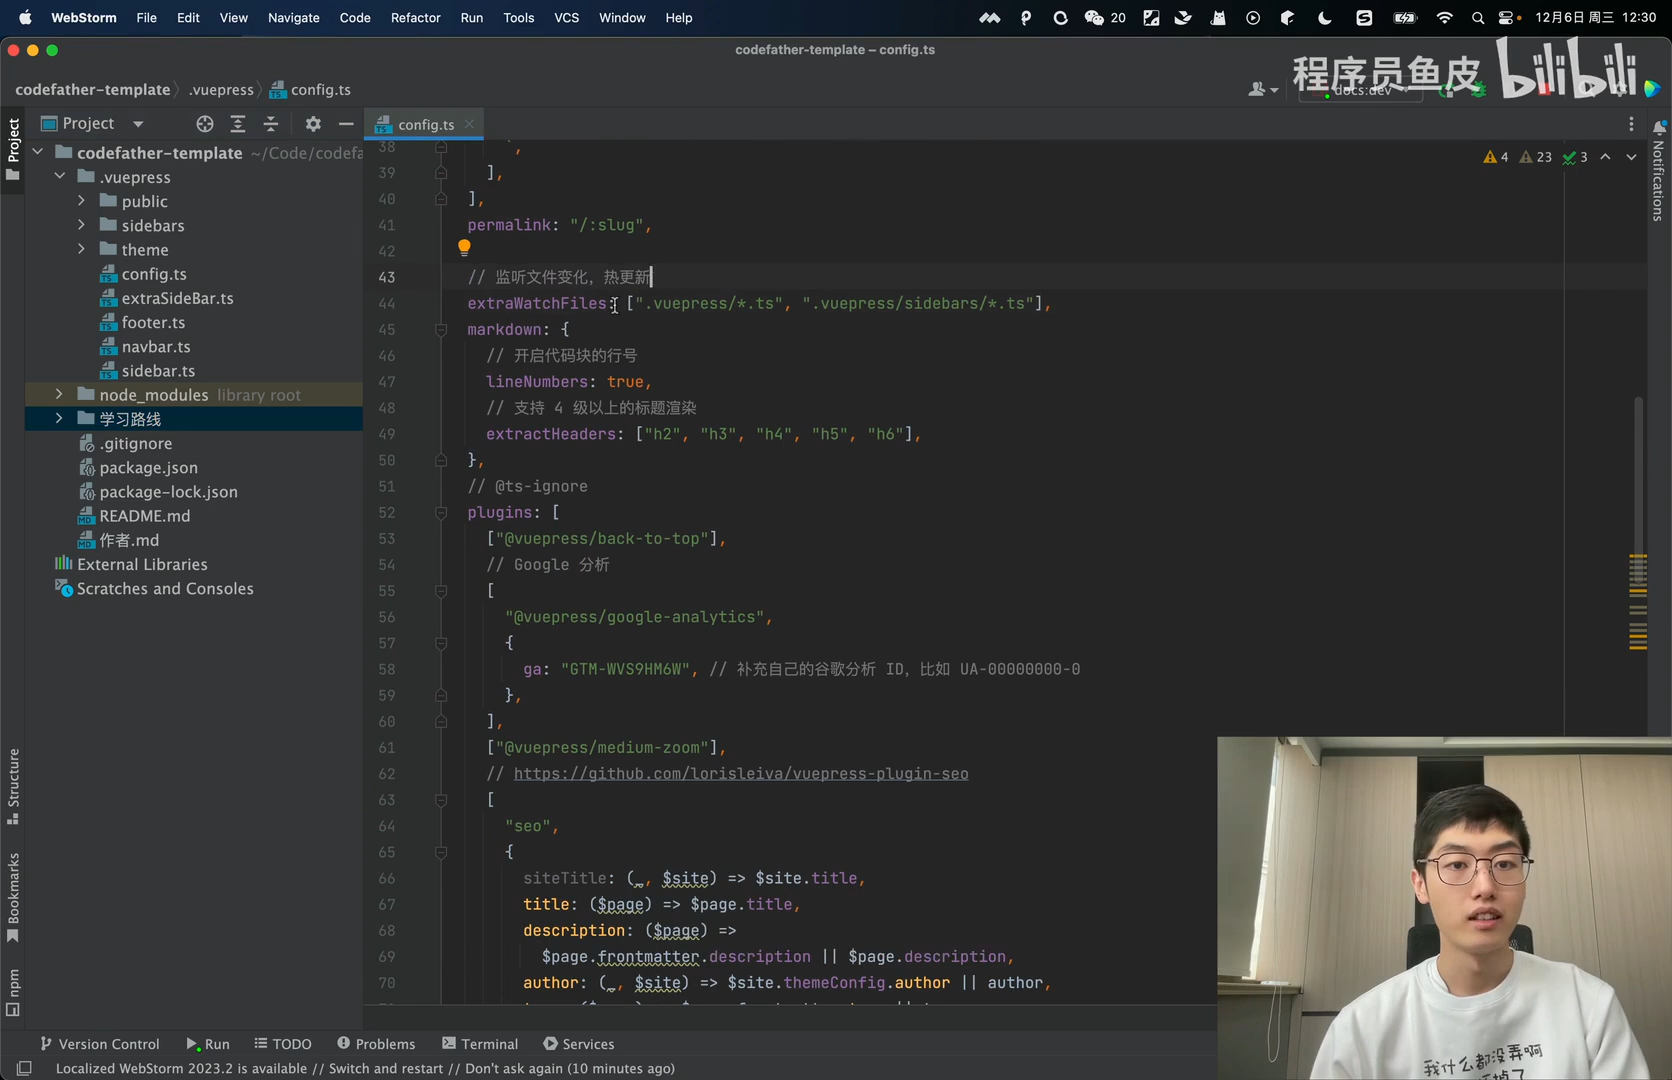 WebStorm File Edit View Navigate Code Refactor Run Tools VCS Window Help 20 12月6日 周三 12:30
codefather-template – config.ts
程序员鱼皮 bilibili
codefather-template .vuepress config.ts docs:dev
Project config.ts
Project
Notifications
Structure
Bookmarks
npm
codefather-template ~/Code/codefa
.vuepress
public
sidebars
theme
config.ts
extraSideBar.ts
footer.ts
navbar.ts
sidebar.ts
node_modules library root
学习路线
.gitignore
package.json
package-lock.json
README.md
作者.md
External Libraries
Scratches and Consoles
4 23 3
38 ,
39 ],
40 ],
41 permalink: "/:slug",
42
43 // 监听文件变化，热更新
44 extraWatchFiles: [".vuepress/*.ts", ".vuepress/sidebars/*.ts"],
45 markdown: {
46 // 开启代码块的行号
47 lineNumbers: true,
48 // 支持 4 级以上的标题渲染
49 extractHeaders: ["h2", "h3", "h4", "h5", "h6"],
50 },
51 // @ts-ignore
52 plugins: [
53 ["@vuepress/back-to-top"],
54 // Google 分析
55 [
56 "@vuepress/google-analytics",
57 {
58 ga: "GTM-WVS9HM6W", // 补充自己的谷歌分析 ID，比如 UA-00000000-0
59 },
60 ],
61 ["@vuepress/medium-zoom"],
62 // https://github.com/lorisleiva/vuepress-plugin-seo
63 [
64 "seo",
65 {
66 siteTitle: (_, $site) => $site.title,
67 title: ($page) => $page.title,
68 description: ($page) =>
69 $page.frontmatter.description || $page.description,
70 author: (_, $site) => $site.themeConfig.author || author,
我什么都没弄啊
Version Control Run TODO Problems Terminal Services
Localized WebStorm 2023.2 is available // Switch and restart // Don't ask again (10 minutes ago)